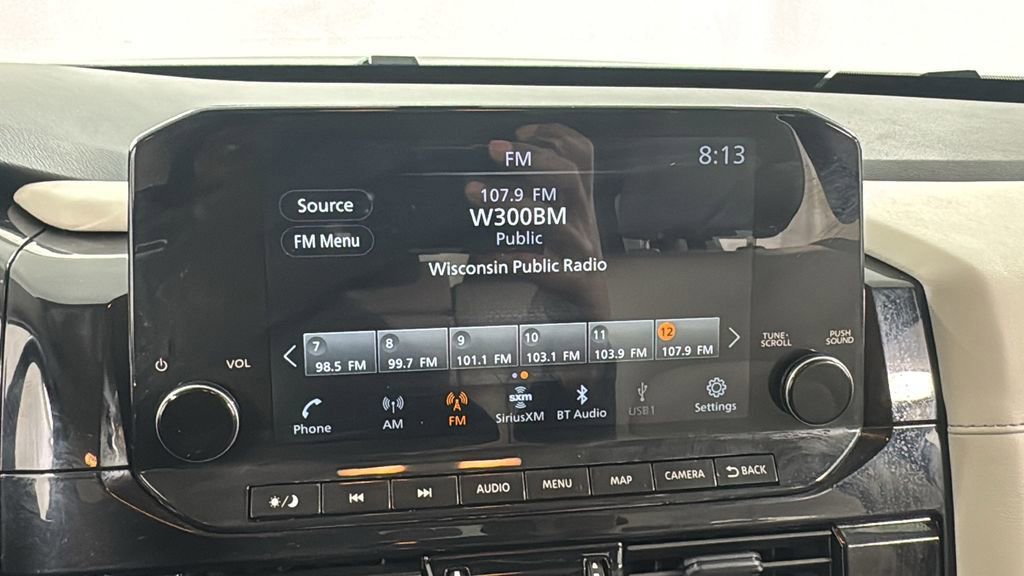 FM
8:13
107.9 FM
Source
W300BM
FM Menu
Public
Wisconsin Public Radio
7 8 9 10 11 12
98.5 FM 99.7 FM 101.1 FM 103.1 FM 103.9 FM 107.9 FM
VOL
TUNE·
SCROLL
PUSH
SOUND
sxm
Phone AM FM SiriusXM BT Audio USB1 Settings
AUDIO MENU MAP CAMERA BACK